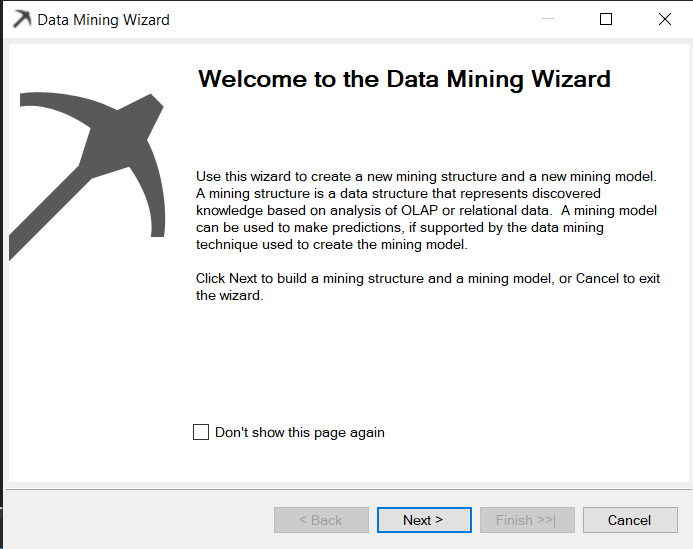 Data Mining Wizard
Welcome to the Data Mining Wizard
Use this wizard to create a new mining structure and a new mining model.
A mining structure is a data structure that represents discovered
knowledge based on analysis of OLAP or relational data.  A mining model
can be used to make predictions, if supported by the data mining
technique used to create the mining model.
Click Next to build a mining structure and a mining model, or Cancel to exit
the wizard.
Don't show this page again
< Back
Next >
Finish >>|
Cancel